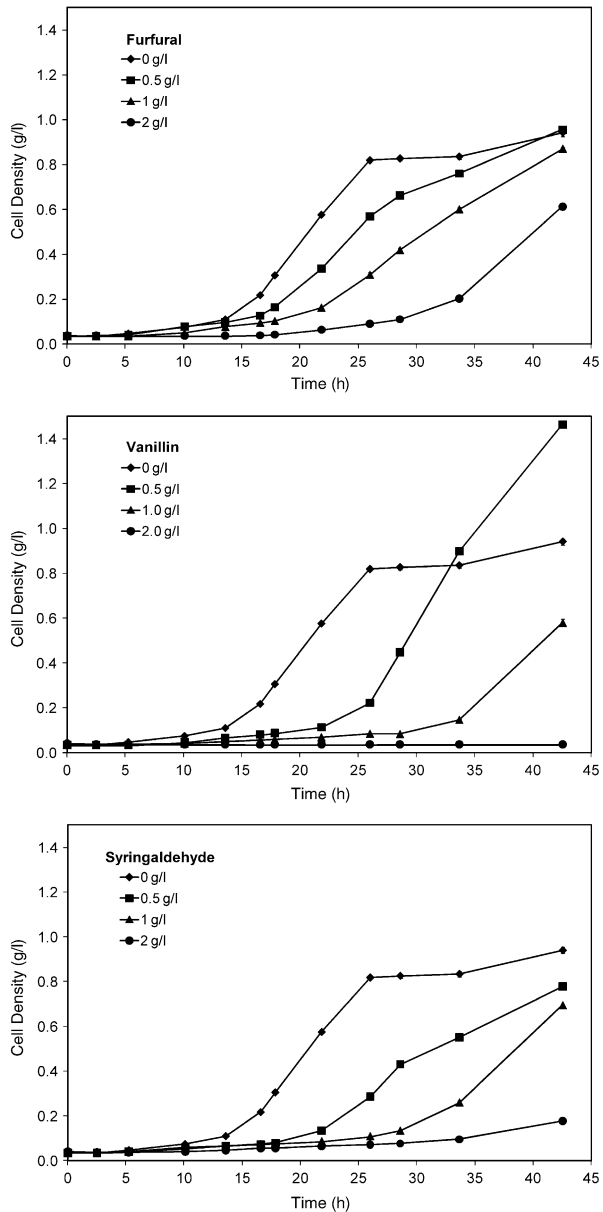 Furfural
0 g/l
0.5 g/l
1 g/l
2 g/l
Cell Density (g/l)
1.4
1.2
1.0
0.8
0.6
0.4
0.2
0.0
0 5 10 15 20 25 30 35 40 45
Time (h)
Vanillin
0 g/l
0.5 g/l
1.0 g/l
2.0 g/l
Cell Density (g/l)
1.4
1.2
1.0
0.8
0.6
0.4
0.2
0.0
0 5 10 15 20 25 30 35 40 45
Time (h)
Syringaldehyde
0 g/l
0.5 g/l
1 g/l
2 g/l
Cell Density (g/l)
1.4
1.2
1.0
0.8
0.6
0.4
0.2
0.0
0 5 10 15 20 25 30 35 40 45
Time (h)